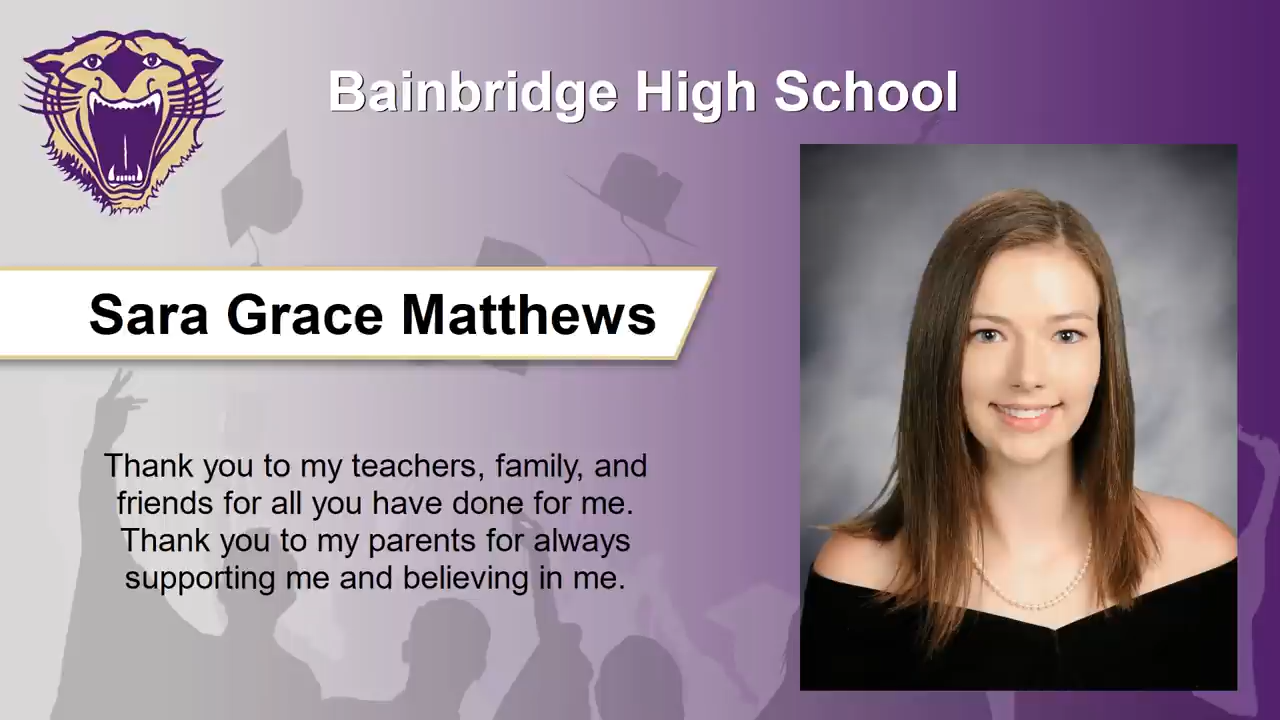 Bainbridge High School
Sara Grace Matthews
Thank you to my teachers, family, and
friends for all you have done for me.
Thank you to my parents for always
supporting me and believing in me.